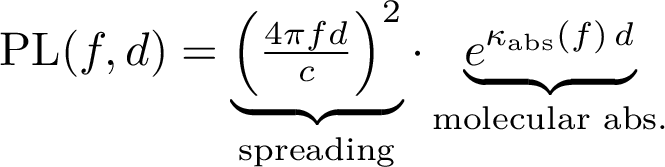 PL(f, d) = (4πfd/c)² · e^{κ_abs(f) d}
spreading
molecular abs.